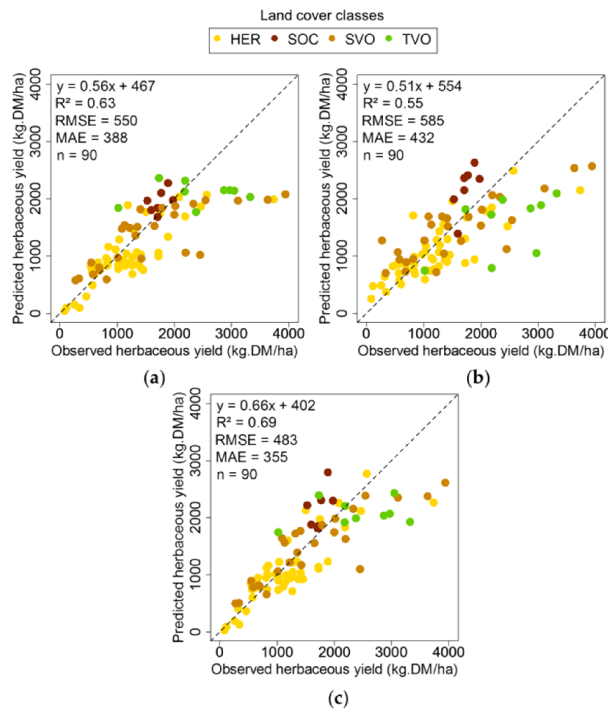 Land cover classes
HER SOC SVO TVO
y = 0.56x + 467
R² = 0.63
RMSE = 550
MAE = 388
n = 90
Predicted herbaceous yield (kg.DM/ha)
0 1000 2000 3000 4000
0 1000 2000 3000 4000
Observed herbaceous yield (kg.DM/ha)
(a)
y = 0.51x + 554
R² = 0.55
RMSE = 585
MAE = 432
n = 90
Predicted herbaceous yield (kg.DM/ha)
0 1000 2000 3000 4000
0 1000 2000 3000 4000
Observed herbaceous yield (kg.DM/ha)
(b)
y = 0.66x + 402
R² = 0.69
RMSE = 483
MAE = 355
n = 90
Predicted herbaceous yield (kg.DM/ha)
0 1000 2000 3000 4000
0 1000 2000 3000 4000
Observed herbaceous yield (kg.DM/ha)
(c)